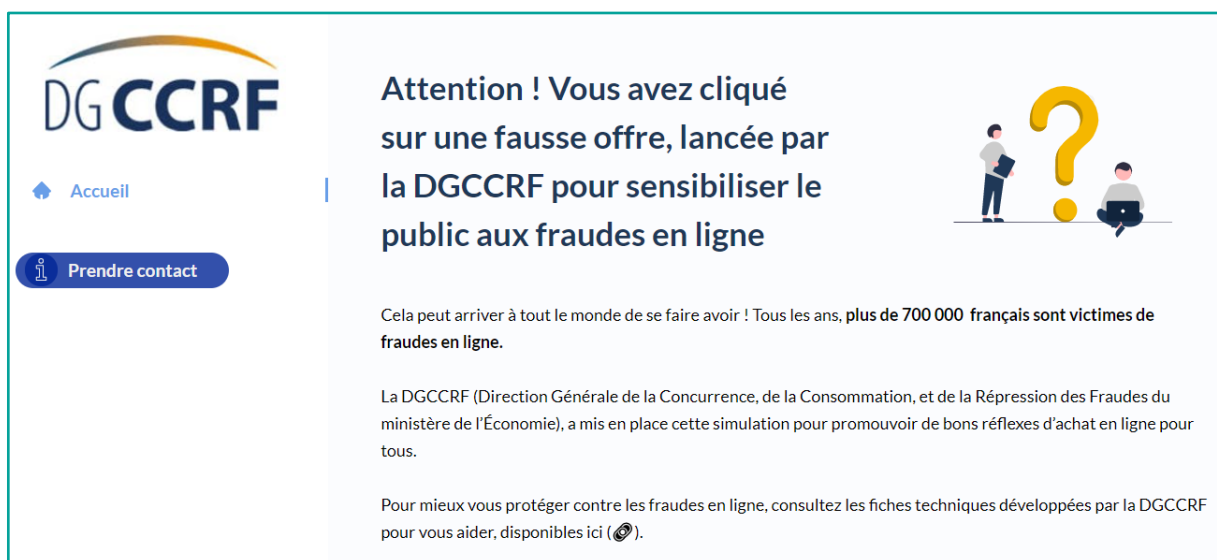 DGCCRF
Accueil
Prendre contact
Attention ! Vous avez cliqué
sur une fausse offre, lancée par
la DGCCRF pour sensibiliser le
public aux fraudes en ligne
Cela peut arriver à tout le monde de se faire avoir ! Tous les ans, plus de 700 000 français sont victimes de
fraudes en ligne.
La DGCCRF (Direction Générale de la Concurrence, de la Consommation, et de la Répression des Fraudes du
ministère de l'Économie), a mis en place cette simulation pour promouvoir de bons réflexes d'achat en ligne pour
tous.
Pour mieux vous protéger contre les fraudes en ligne, consultez les fiches techniques développées par la DGCCRF
pour vous aider, disponibles ici ( ).